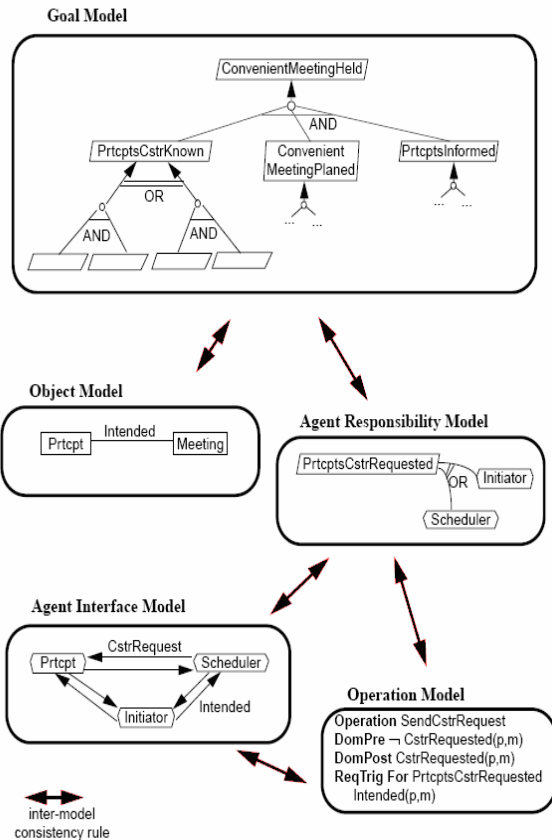 Goal Model
ConvenientMeetingHeld
AND
PrtcptsCstrKnown
Convenient
MeetingPlaned
PrtcptsInformed
OR
AND
AND
... ...
... ...
Object Model
Prtcpt
Intended
Meeting
Agent Responsibility Model
PrtcptsCstrRequested
OR
Initiator
Scheduler
Agent Interface Model
CstrRequest
Prtcpt
Scheduler
Initiator
Intended
Operation Model
Operation SendCstrRequest
DomPre ¬ CstrRequested(p,m)
DomPost CstrRequested(p,m)
ReqTrig For PrtcptsCstrRequested
Intended(p,m)
inter-model
consistency rule